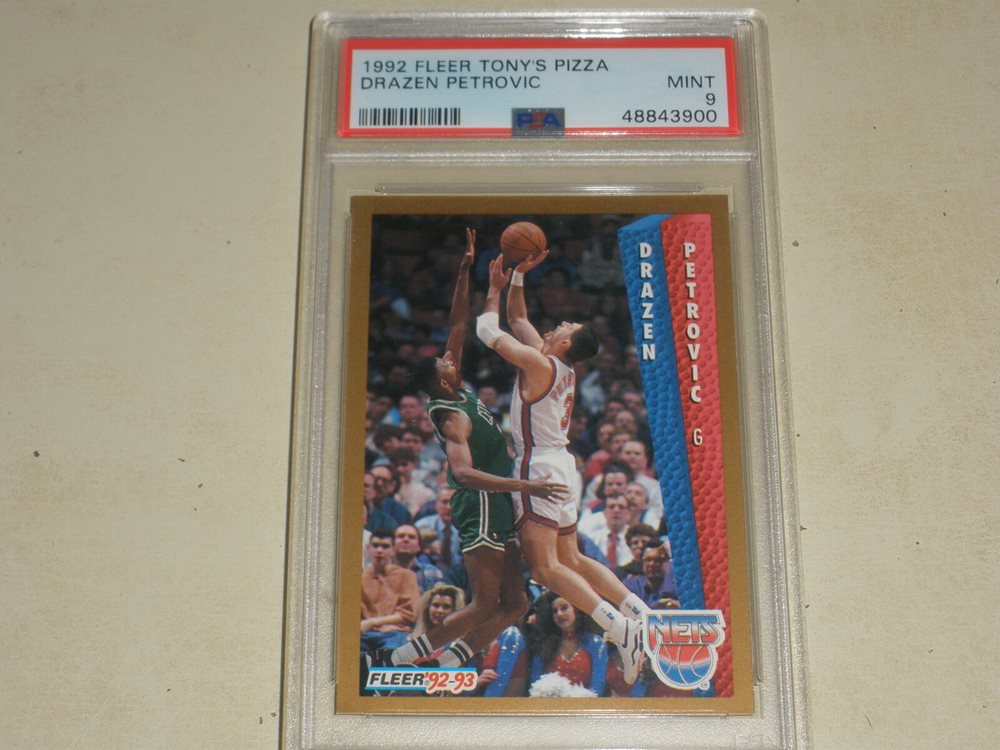 1992 FLEER TONY'S PIZZA
DRAZEN PETROVIC
MINT
9
PSA
48843900
DRAZEN
PETROVIC G
NETS
FLEER '92-93